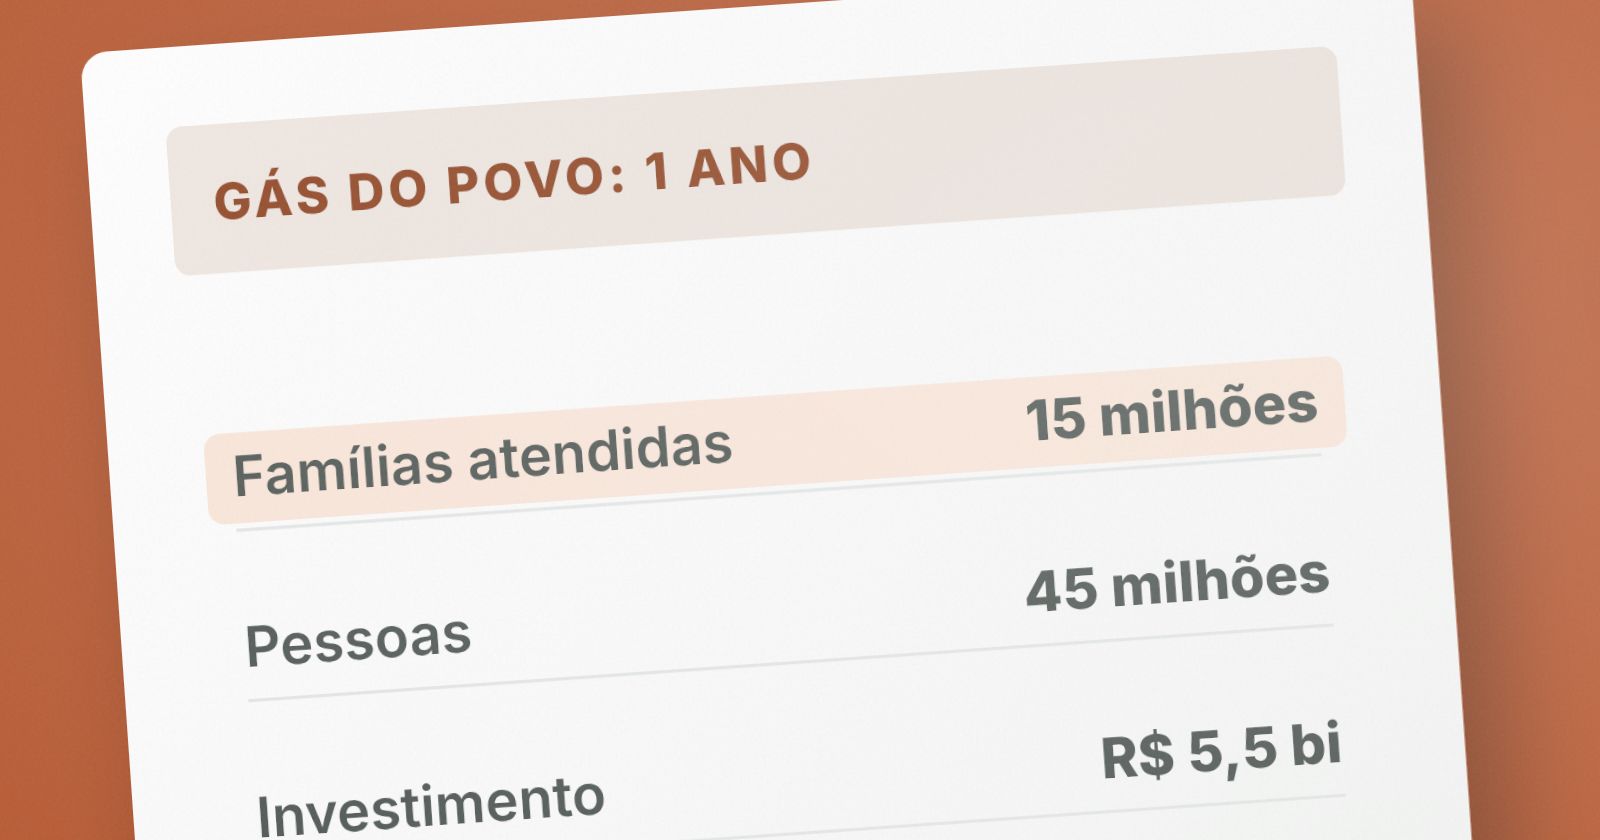 GÁS DO POVO: 1 ANO
Famílias atendidas 15 milhões
Pessoas 45 milhões
Investimento R$ 5,5 bi